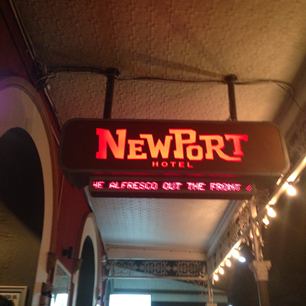 NEWPORT
HOTEL
ALFRESCO OUT THE FRONT